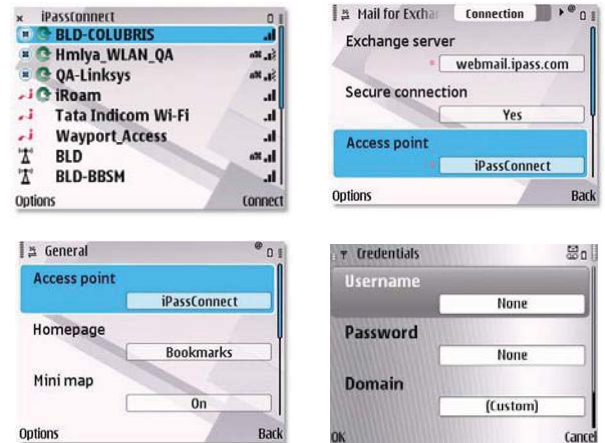 iPassConnect
BLD-COLUBRIS
Hmlya_WLAN_QA
QA-Linksys
iRoam
Tata Indicom Wi-Fi
Wayport_Access
BLD
BLD-BBSM
Options Connect
Mail for Exchan Connection
Exchange server
webmail.ipass.com
Secure connection
Yes
Access point
iPassConnect
Options Back
General
Access point
iPassConnect
Homepage
Bookmarks
Mini map
On
Options Back
Credentials
Username
None
Password
None
Domain
(Custom)
OK Cancel